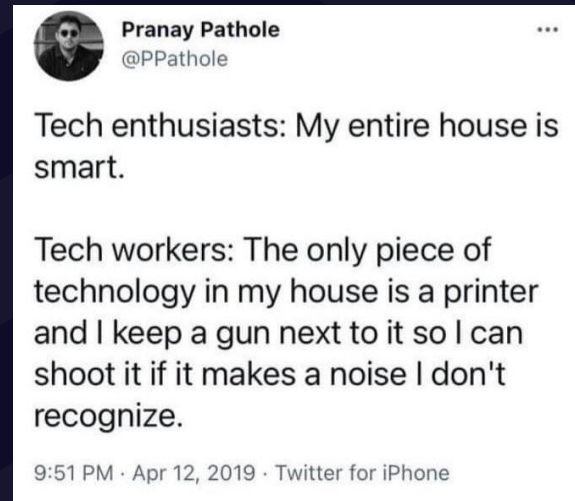 Pranay Pathole
@PPathole
Tech enthusiasts: My entire house is
smart.
Tech workers: The only piece of
technology in my house is a printer
and I keep a gun next to it so I can
shoot it if it makes a noise I don't
recognize.
9:51 PM · Apr 12, 2019 · Twitter for iPhone